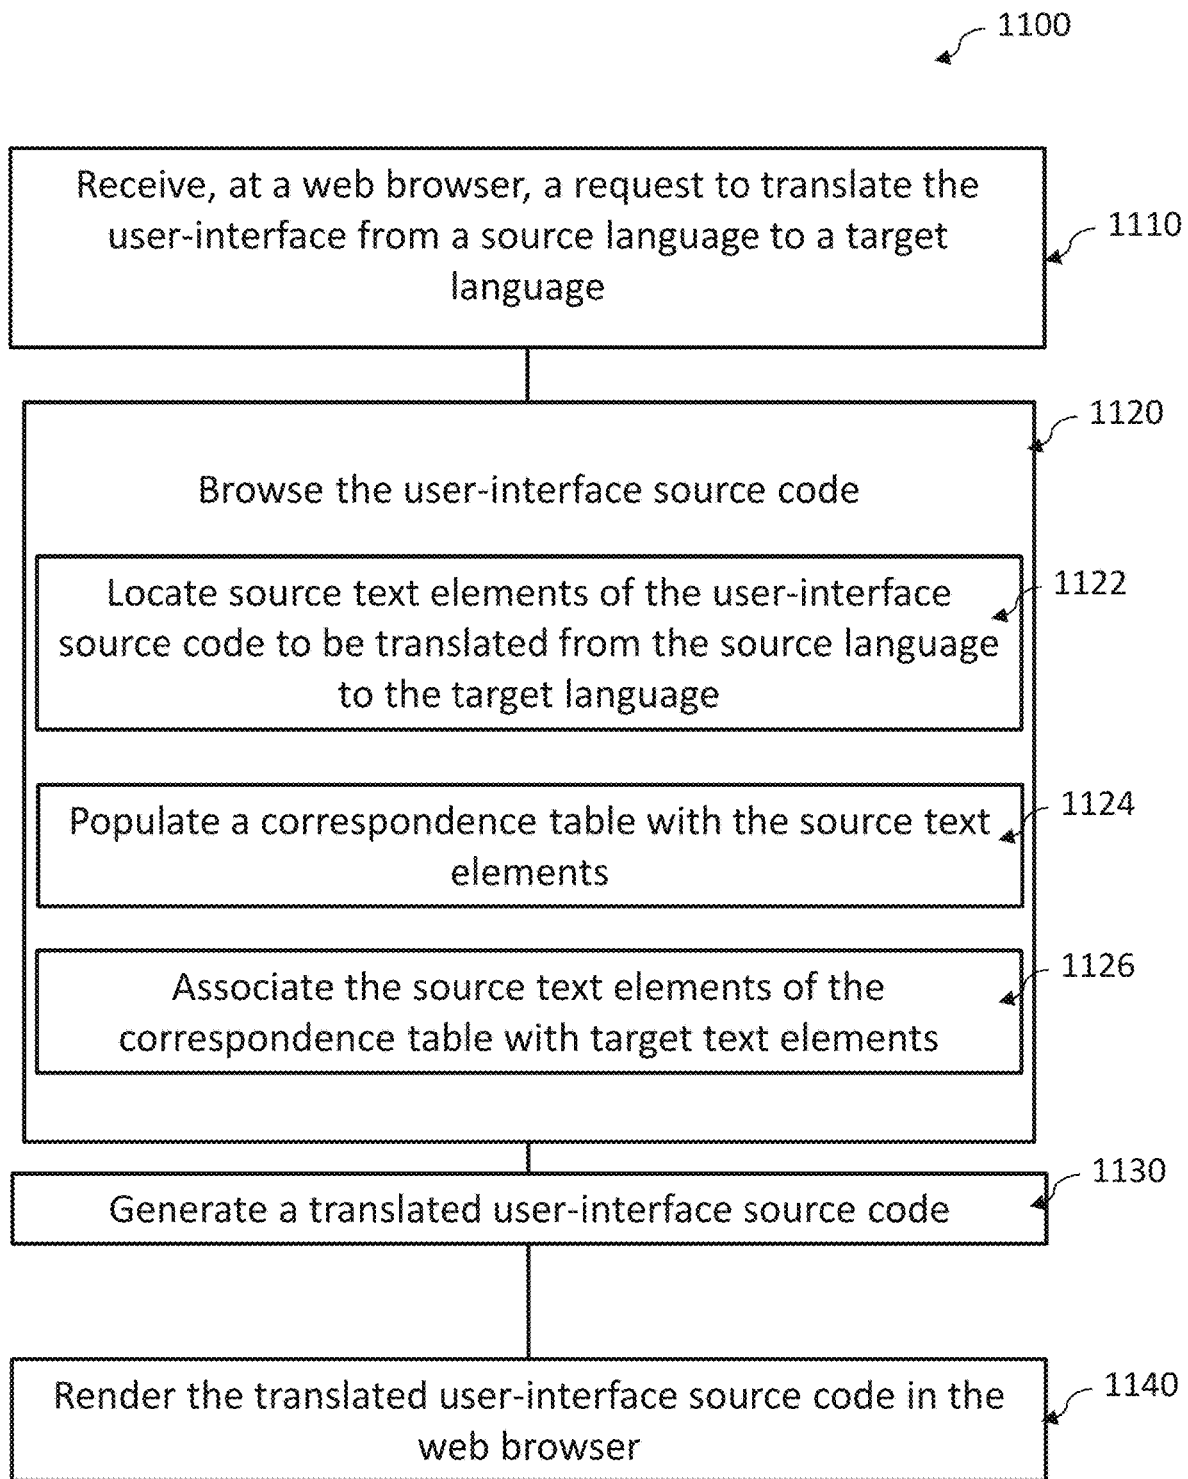 1100
Receive, at a web browser, a request to translate the
user-interface from a source language to a target
language
1110
1120
Browse the user-interface source code
Locate source text elements of the user-interface
source code to be translated from the source language
to the target language
1122
Populate a correspondence table with the source text
elements
1124
Associate the source text elements of the
correspondence table with target text elements
1126
Generate a translated user-interface source code
1130
Render the translated user-interface source code in the
web browser
1140